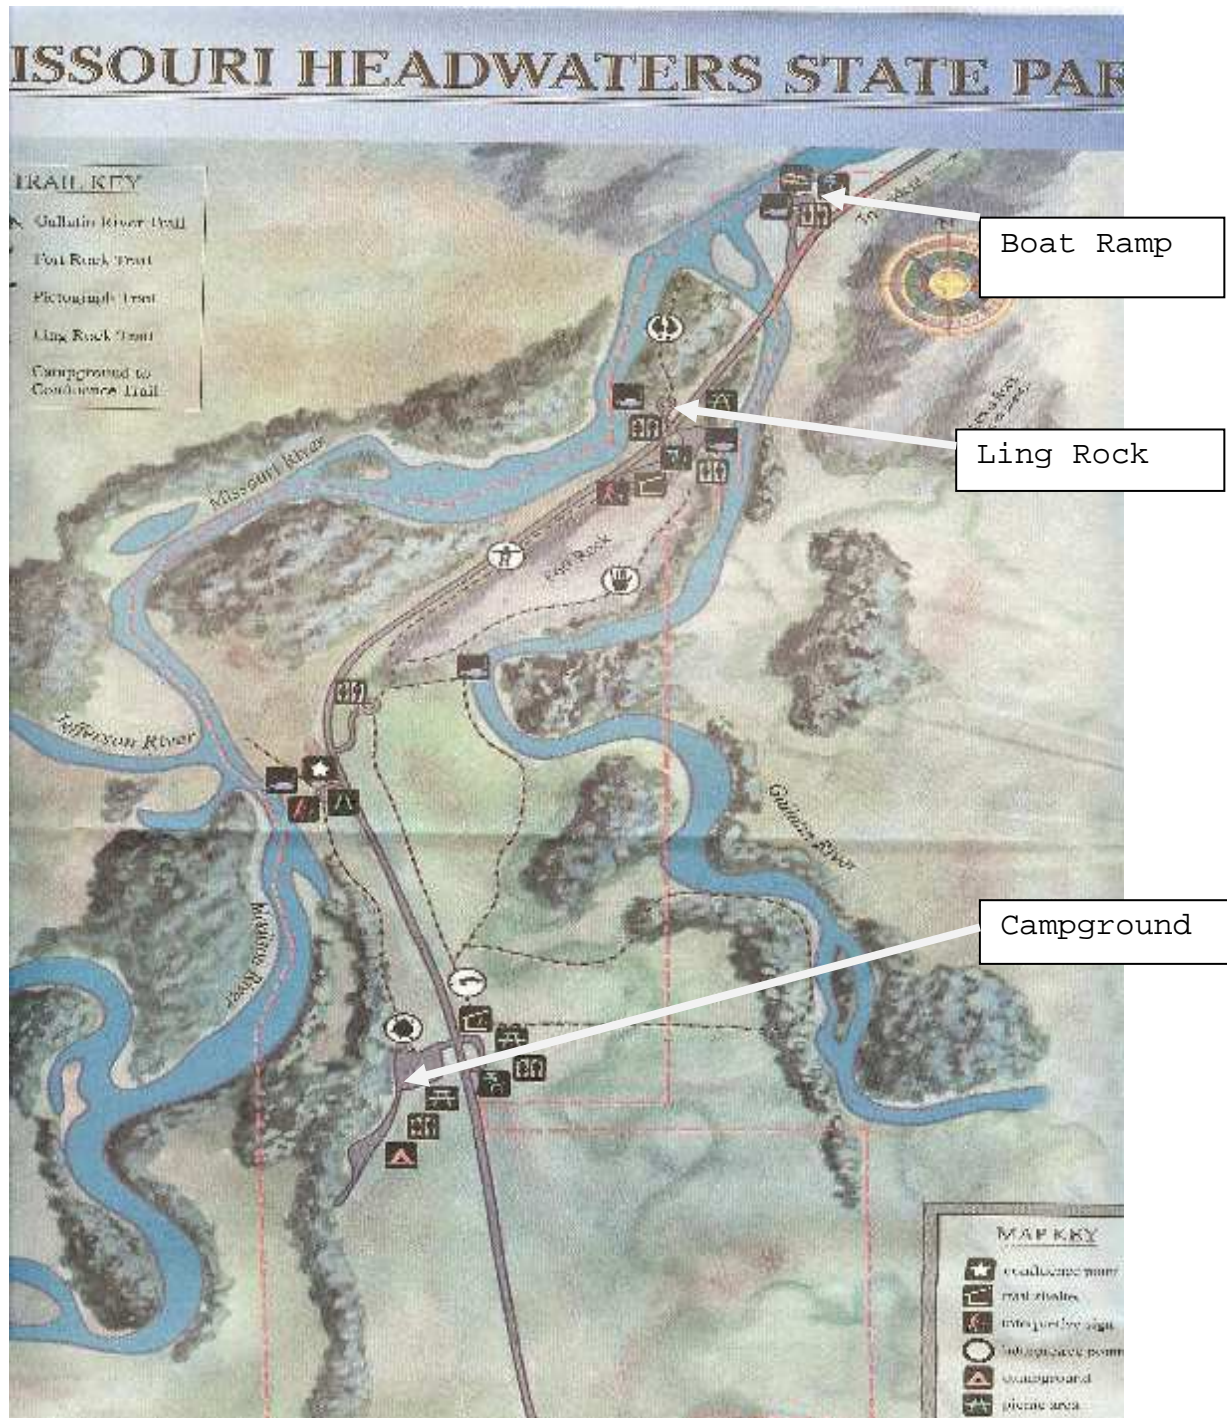 ISSOURI HEADWATERS STATE PAR
TRAIL KEY
Gallatin River Trail
Fort Rock Trail
Pictograph Trail
Ling Rock Trail
Campground to
Confluence Trail
Boat Ramp
Ling Rock
Missouri River
Fort Rock
Jefferson River
Gallatin River
Madison River
Campground
MAP KEY
confluence point
trail shelter
interpretive sign
campground
picnic area